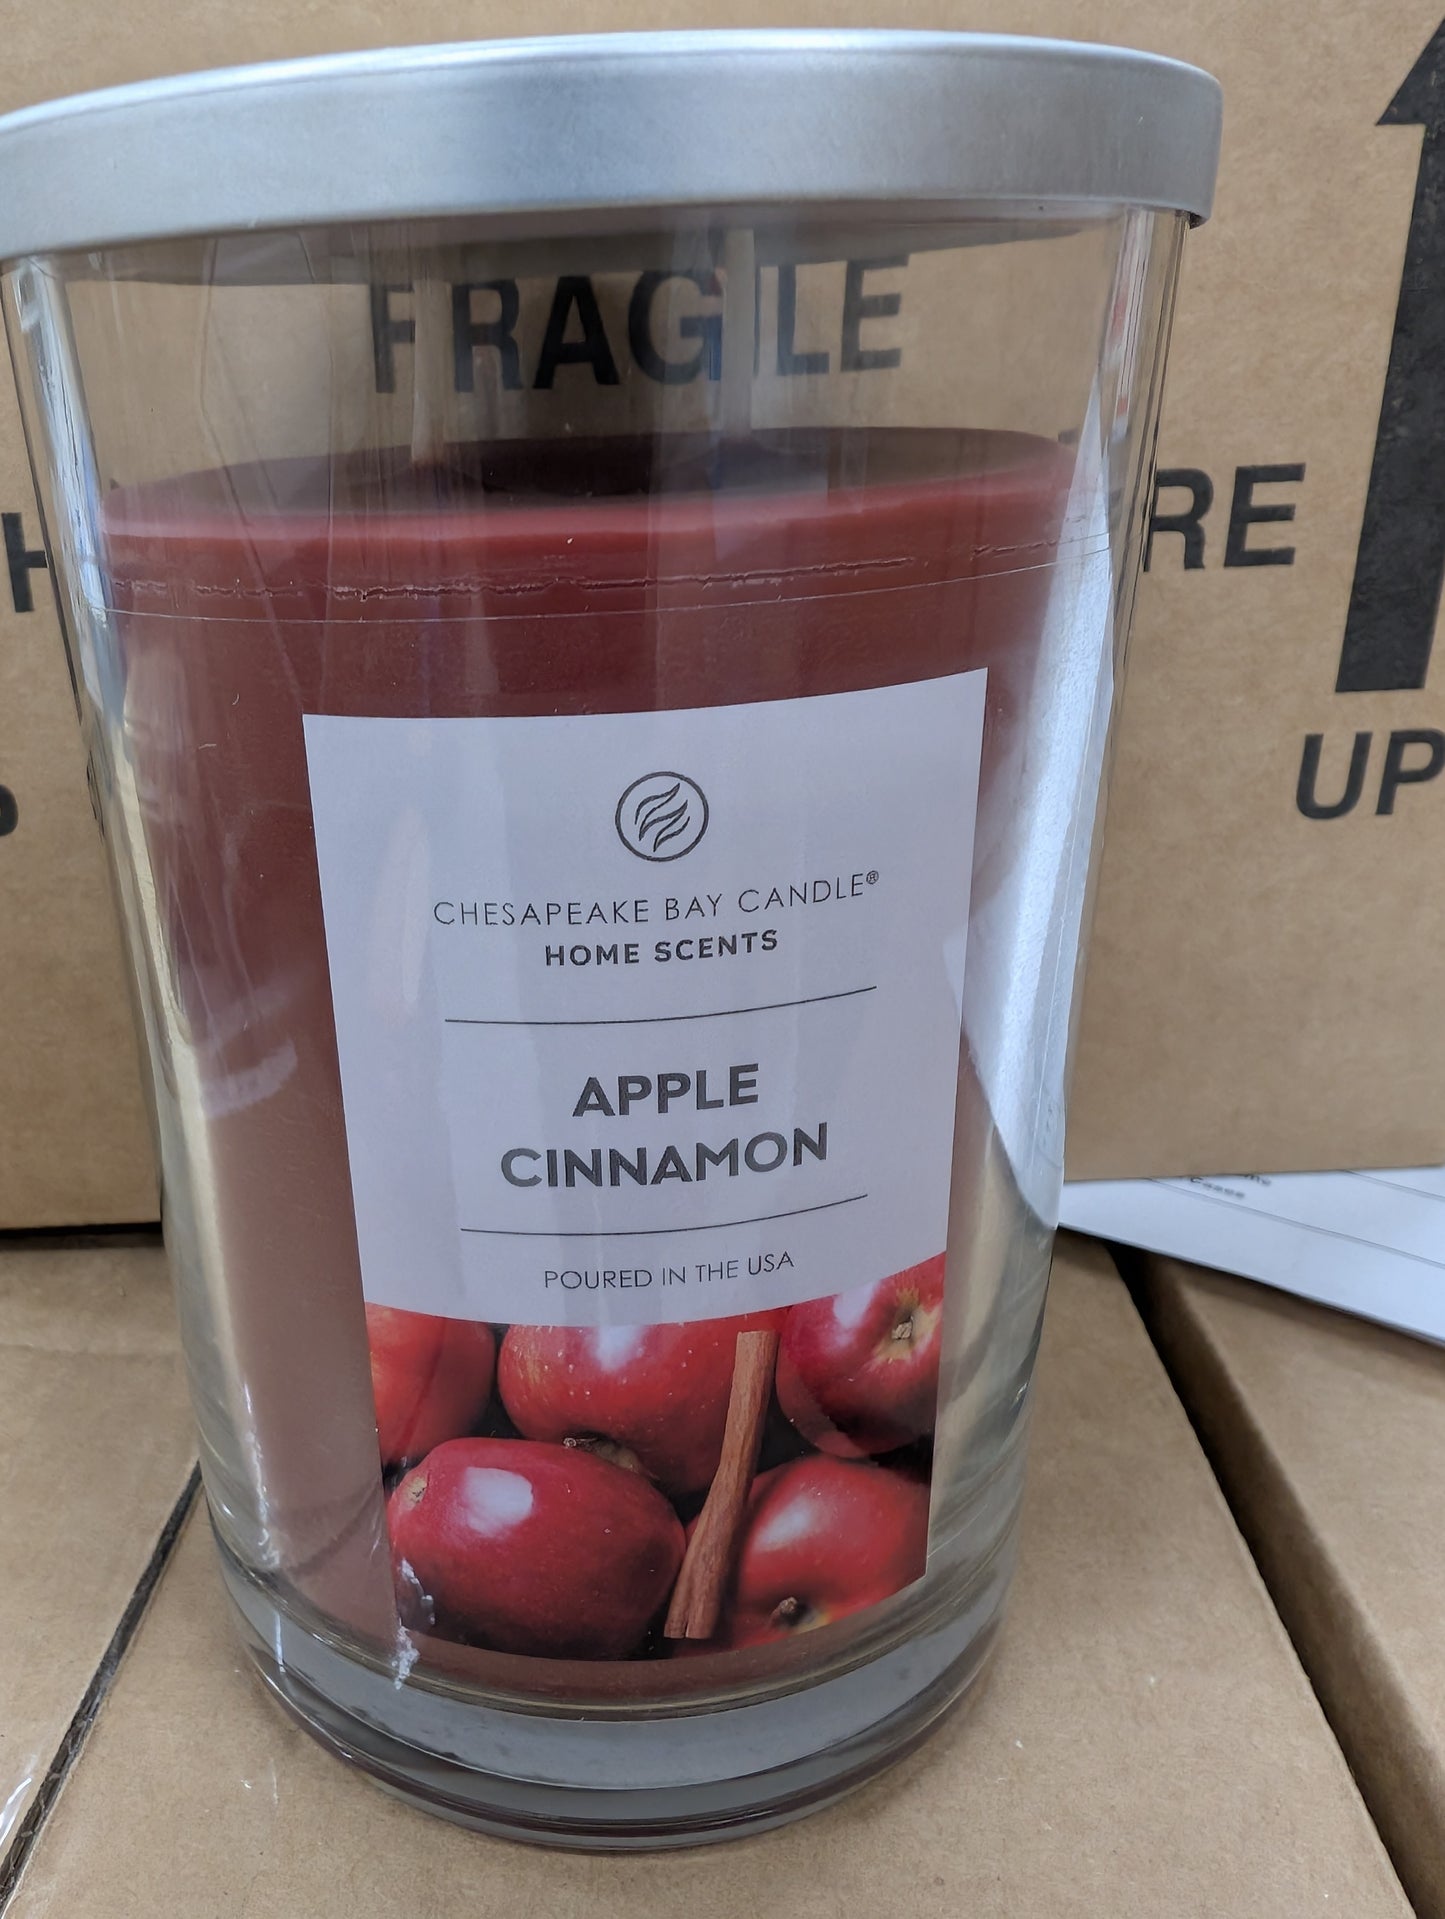 FRAGILE
RE
UP
CHESAPEAKE BAY CANDLE®
HOME SCENTS
APPLE
CINNAMON
POURED IN THE USA